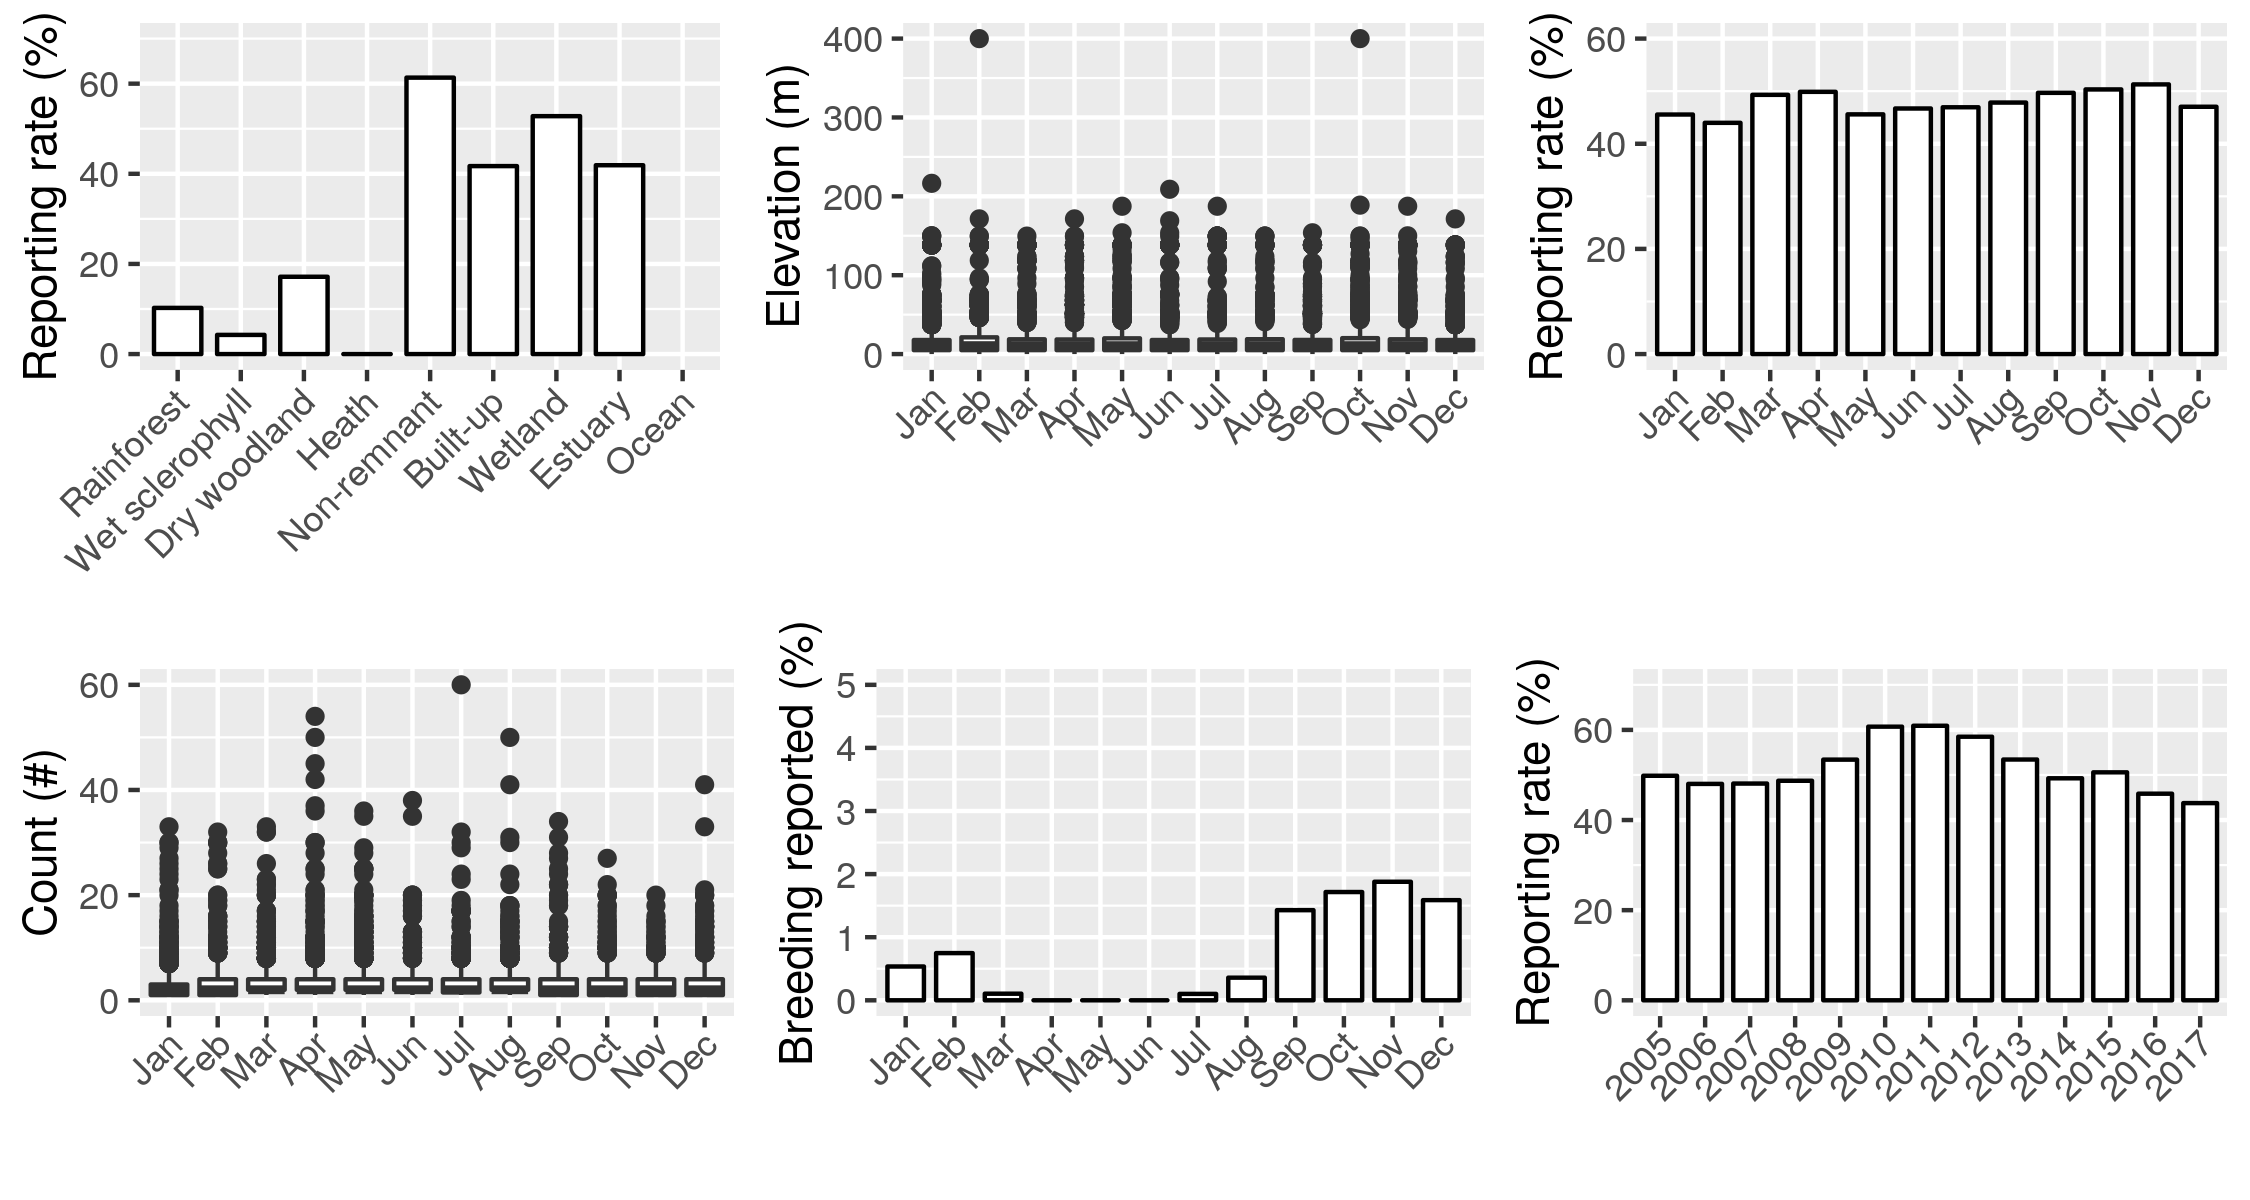 Reporting rate (%)
60
40
20
0
Rainforest
Wet sclerophyll
Dry woodland
Heath
Non-remnant
Built-up
Wetland
Estuary
Ocean
Elevation (m)
400
300
200
100
0
Jan
Feb
Mar
Apr
May
Jun
Jul
Aug
Sep
Oct
Nov
Dec
Reporting rate (%)
60
40
20
0
Jan
Feb
Mar
Apr
May
Jun
Jul
Aug
Sep
Oct
Nov
Dec
Count (#)
60
40
20
0
Jan
Feb
Mar
Apr
May
Jun
Jul
Aug
Sep
Oct
Nov
Dec
Breeding reported (%)
5
4
3
2
1
0
Jan
Feb
Mar
Apr
May
Jun
Jul
Aug
Sep
Oct
Nov
Dec
Reporting rate (%)
60
40
20
0
2005
2006
2007
2008
2009
2010
2011
2012
2013
2014
2015
2016
2017